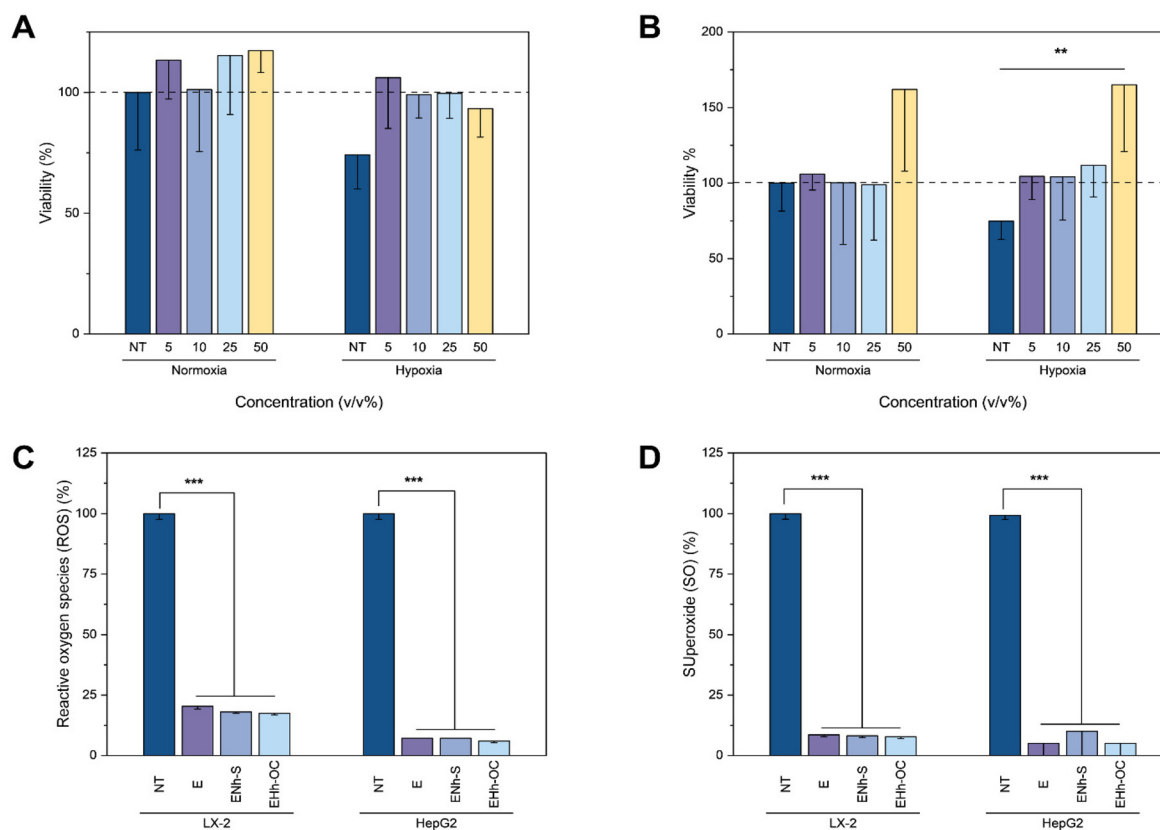 A
Viability (%)
100
50
0
NT 5 10 25 50 NT 5 10 25 50
Normoxia Hypoxia
Concentration (v/v%)
B
Viability %
200
150
100
50
0
**
NT 5 10 25 50 NT 5 10 25 50
Normoxia Hypoxia
Concentration (v/v%)
C
Reactive oxygen species (ROS) (%)
125
100
75
50
25
0
*** ***
NT E ENh-S EHh-OC NT E ENh-S EHh-OC
LX-2 HepG2
D
SUperoxide (SO) (%)
125
100
75
50
25
0
*** ***
NT E ENh-S EHh-OC NT E ENh-S EHh-OC
LX-2 HepG2